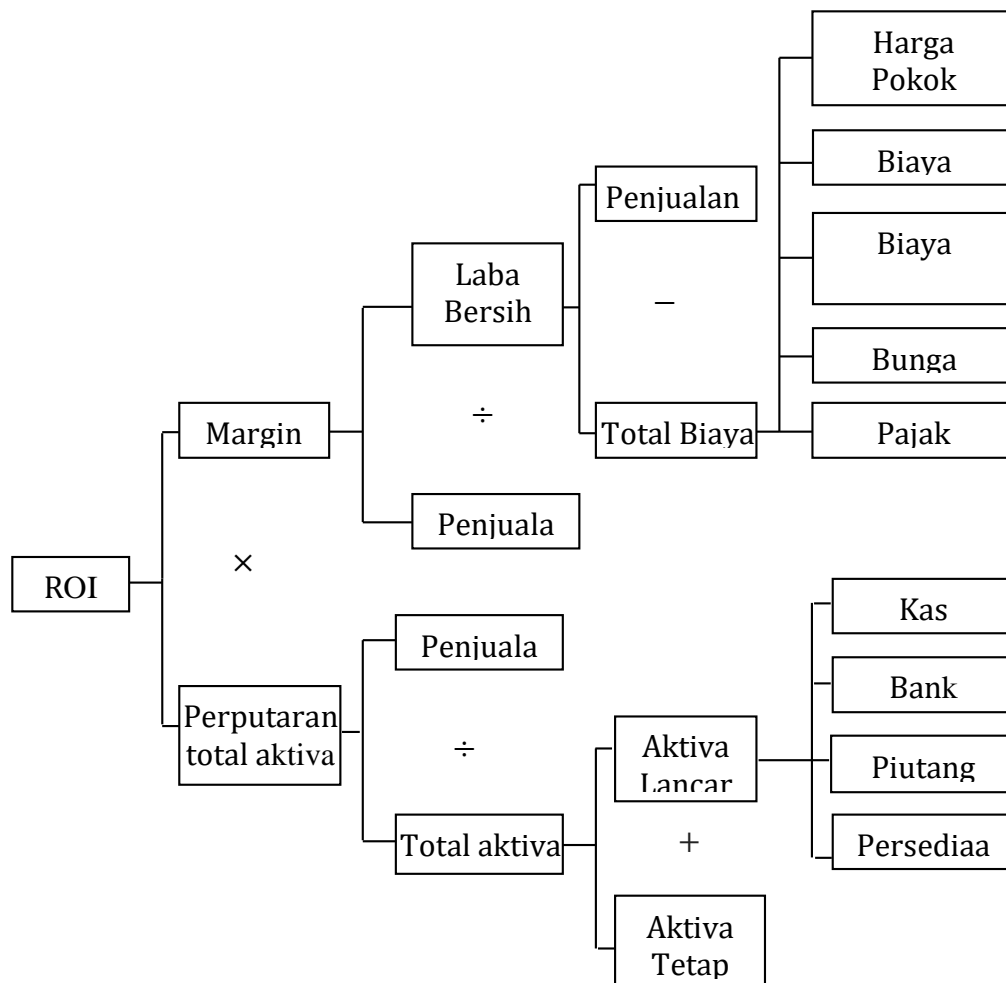 Harga
Pokok
Biaya
Penjualan
Biaya
Laba
Bersih
−
Bunga
÷
Margin
Total Biaya
Pajak
Penjuala
×
ROI
Kas
Penjuala
Bank
Perputaran
total aktiva
÷
Aktiva
Lancar
Piutang
Total aktiva
+
Persediaa
Aktiva
Tetap